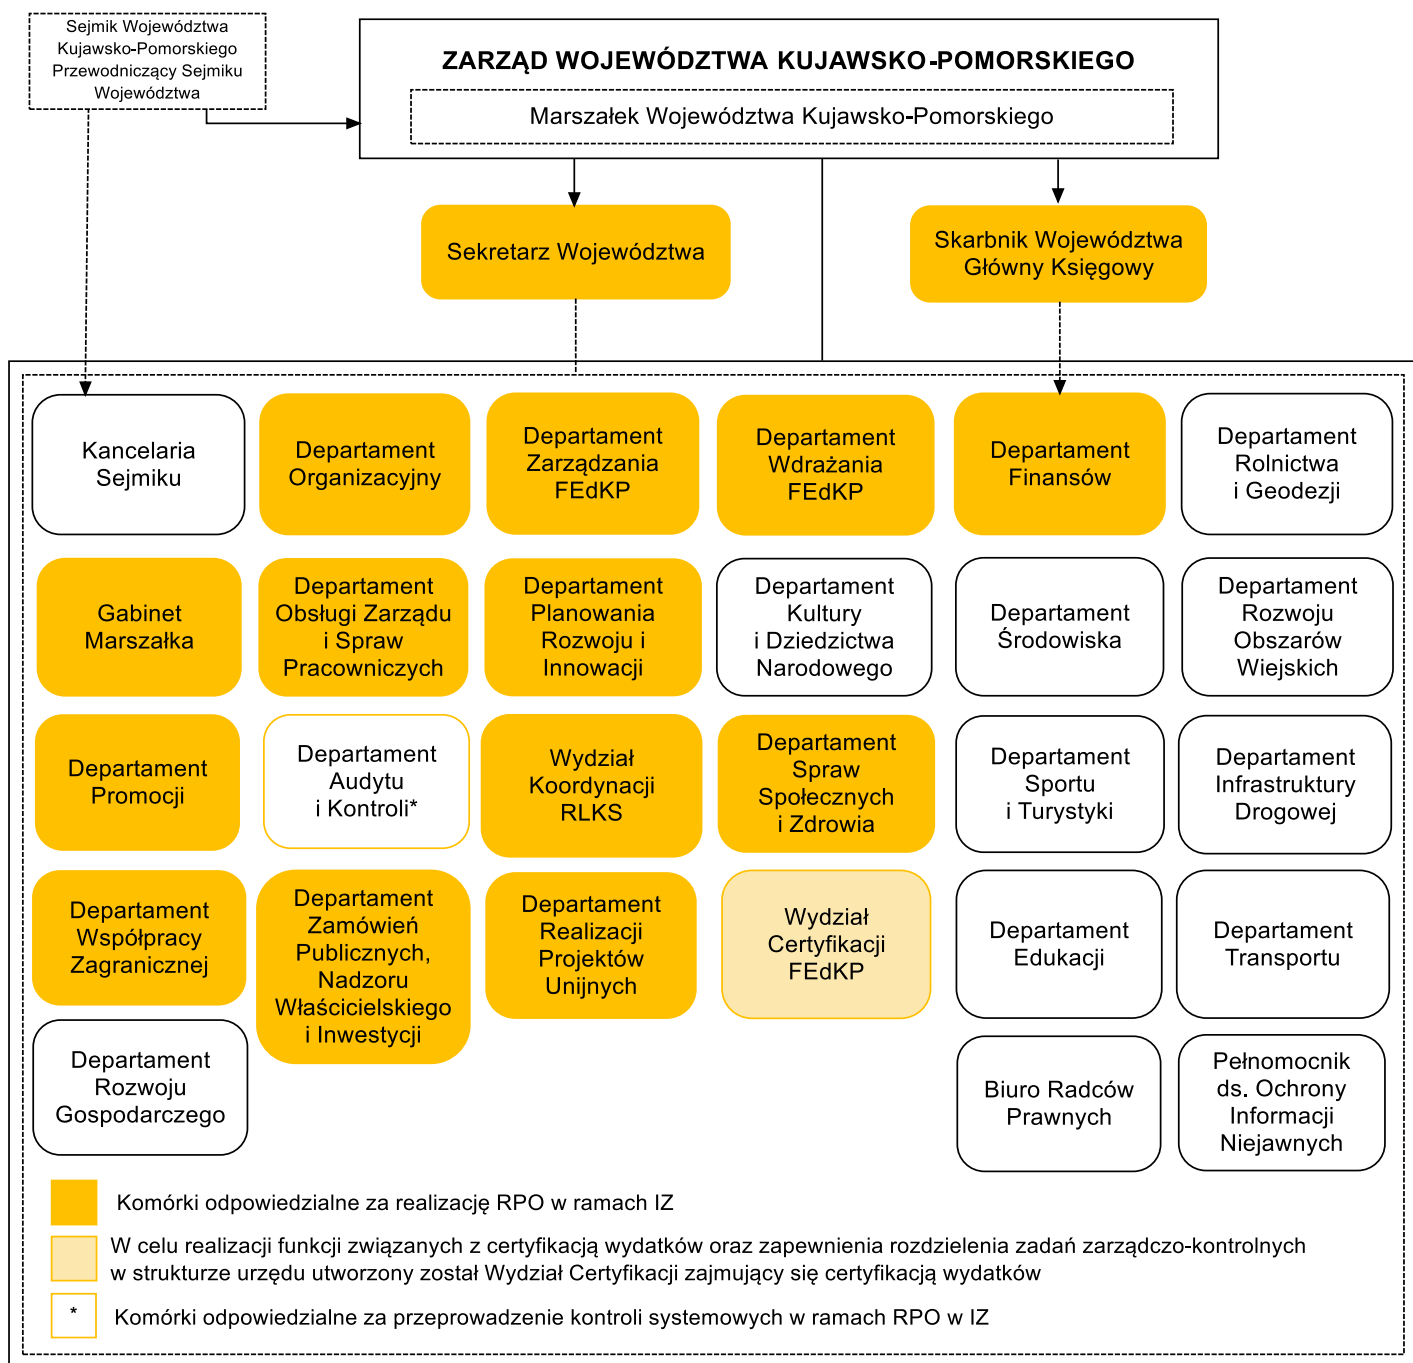 Sejmik Województwa
Kujawsko-Pomorskiego
Przewodniczący Sejmiku
Województwa
ZARZĄD WOJEWÓDZTWA KUJAWSKO-POMORSKIEGO
Marszałek Województwa Kujawsko-Pomorskiego
Sekretarz Województwa
Skarbnik Województwa
Główny Księgowy
Kancelaria
Sejmiku
Departament
Organizacyjny
Departament
Zarządzania
FEdKP
Departament
Wdrażania
FEdKP
Departament
Finansów
Departament
Rolnictwa
i Geodezji
Gabinet
Marszałka
Departament
Obsługi Zarządu
i Spraw
Pracowniczych
Departament
Planowania
Rozwoju i
Innowacji
Departament
Kultury
i Dziedzictwa
Narodowego
Departament
Środowiska
Departament
Rozwoju
Obszarów
Wiejskich
Departament
Promocji
Departament
Audytu
i Kontroli*
Wydział
Koordynacji
RLKS
Departament
Spraw
Społecznych
i Zdrowia
Departament
Sportu
i Turystyki
Departament
Infrastruktury
Drogowej
Departament
Współpracy
Zagranicznej
Departament
Zamówień
Publicznych,
Nadzoru
Właścicielskiego
i Inwestycji
Departament
Realizacji
Projektów
Unijnych
Wydział
Certyfikacji
FEdKP
Departament
Edukacji
Departament
Transportu
Departament
Rozwoju
Gospodarczego
Biuro Radców
Prawnych
Pełnomocnik
ds. Ochrony
Informacji
Niejawnych
Komórki odpowiedzialne za realizację RPO w ramach IZ
W celu realizacji funkcji związanych z certyfikacją wydatków oraz zapewnienia rozdzielenia zadań zarządczo-kontrolnych
w strukturze urzędu utworzony został Wydział Certyfikacji zajmujący się certyfikacją wydatków
* Komórki odpowiedzialne za przeprowadzenie kontroli systemowych w ramach RPO w IZ